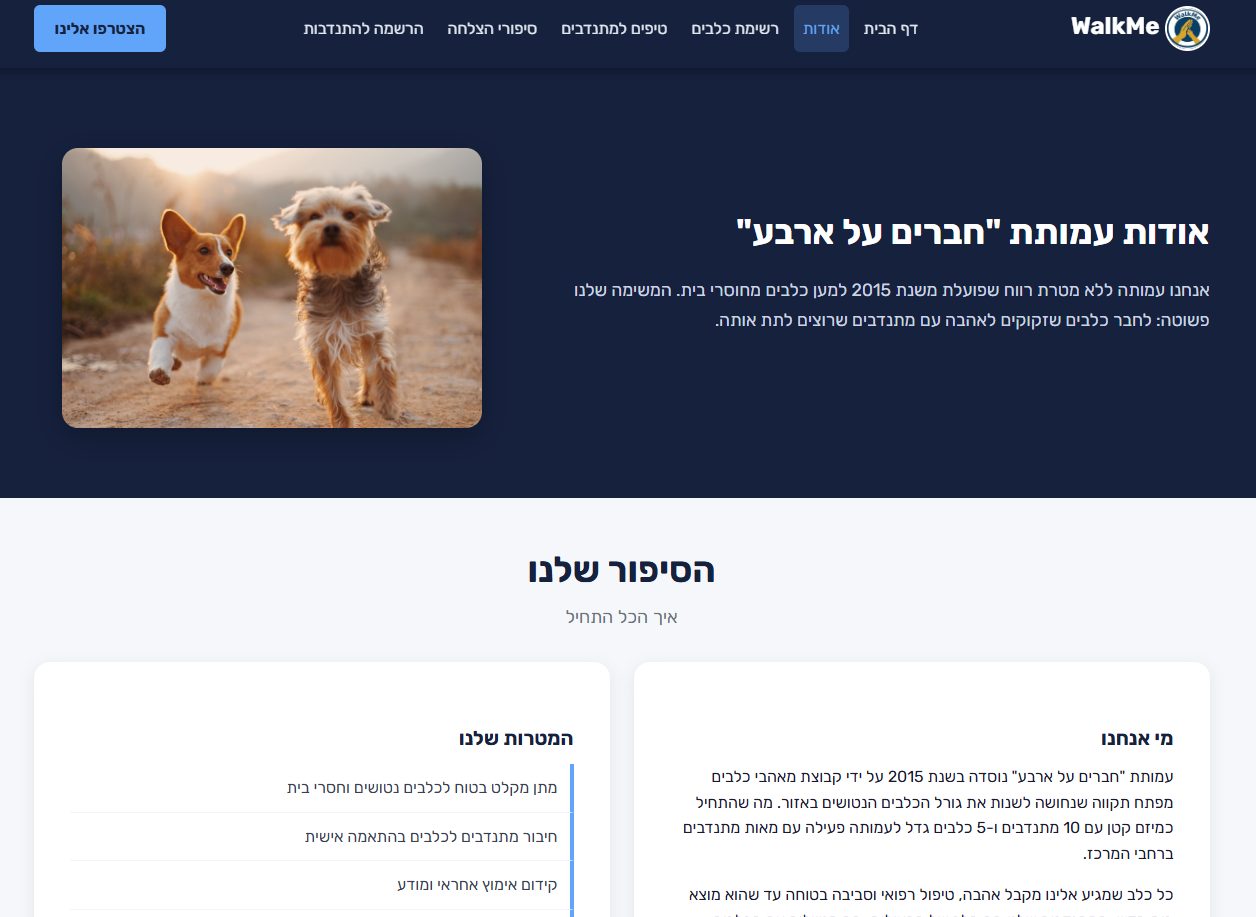 WalkMe
WalkMe
דף הבית
אודות
רשימת כלבים
טיפים למתנדבים
סיפורי הצלחה
הרשמה להתנדבות
הצטרפו אלינו
אודות עמותת "חברים על ארבע"
אנחנו עמותה ללא מטרת רווח שפועלת משנת 2015 למען כלבים מחוסרי בית. המשימה שלנו
פשוטה: לחבר כלבים שזקוקים לאהבה עם מתנדבים שרוצים לתת אותה.
הסיפור שלנו
איך הכל התחיל
מי אנחנו
עמותת "חברים על ארבע" נוסדה בשנת 2015 על ידי קבוצת מאהבי כלבים
מפתח תקווה שנחושה לשנות את גורל הכלבים הנטושים באזור. מה שהתחיל
כמיזם קטן עם 10 מתנדבים ו-5 כלבים גדל לעמותה פעילה עם מאות מתנדבים
ברחבי המרכז.
כל כלב שמגיע אלינו מקבל אהבה, טיפול רפואי וסביבה בטוחה עד שהוא מוצא
המטרות שלנו
מתן מקלט בטוח לכלבים נטושים וחסרי בית
חיבור מתנדבים לכלבים בהתאמה אישית
קידום אימוץ אחראי ומודע